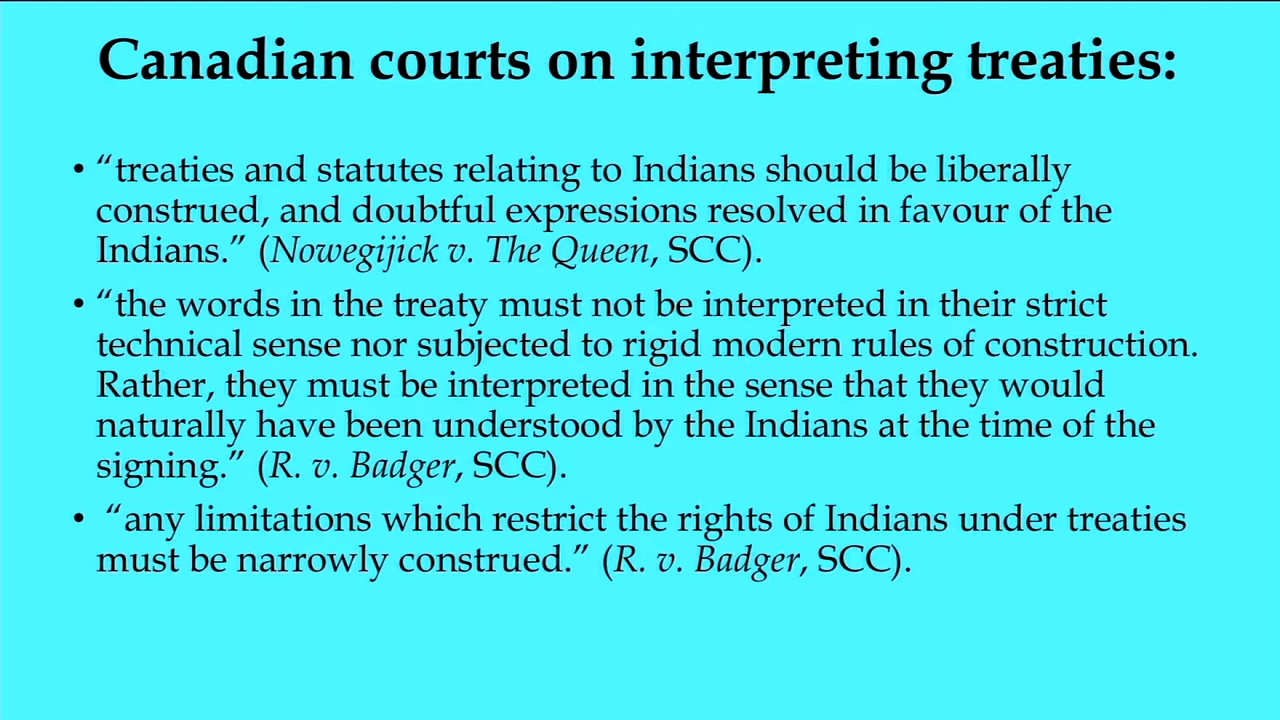 Canadian courts on interpreting treaties:
• “treaties and statutes relating to Indians should be liberally
construed, and doubtful expressions resolved in favour of the
Indians.” (Nowegijick v. The Queen, SCC).
• “the words in the treaty must not be interpreted in their strict
technical sense nor subjected to rigid modern rules of construction.
Rather, they must be interpreted in the sense that they would
naturally have been understood by the Indians at the time of the
signing.” (R. v. Badger, SCC).
• “any limitations which restrict the rights of Indians under treaties
must be narrowly construed.” (R. v. Badger, SCC).